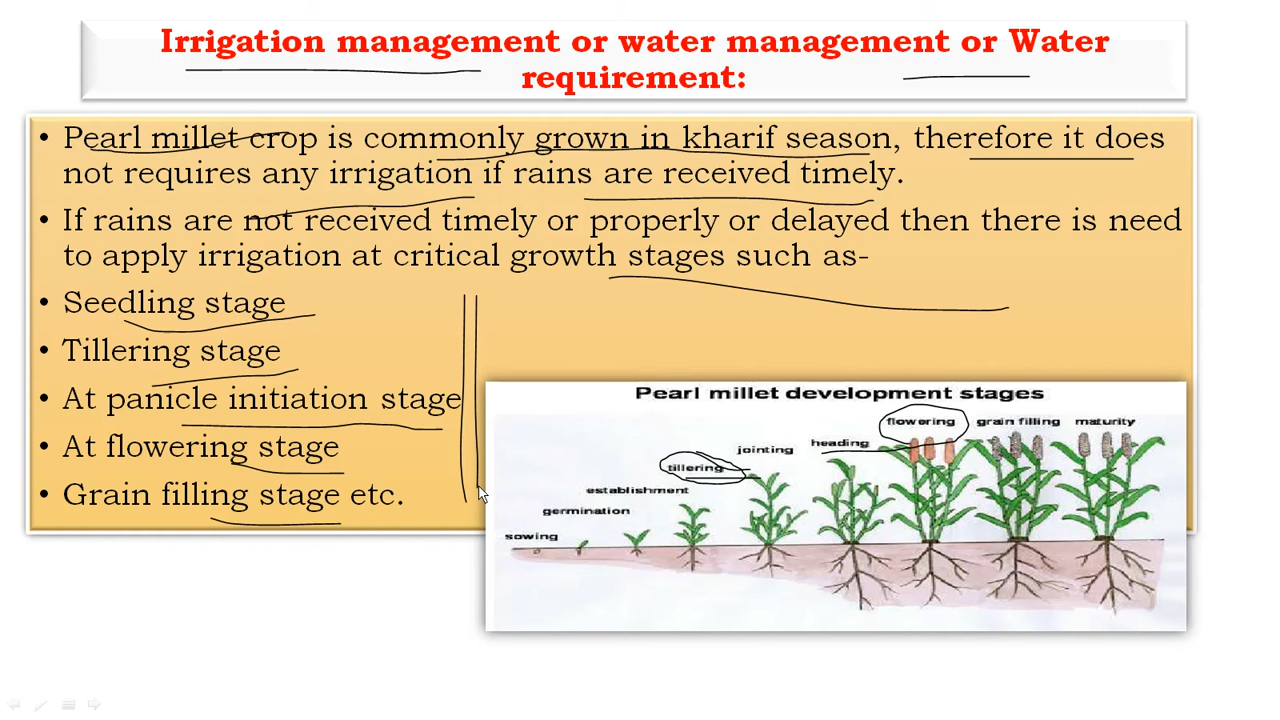 Irrigation management or water management or Water
requirement:
• Pearl millet crop is commonly grown in kharif season, therefore it does
not requires any irrigation if rains are received timely.
• If rains are not received timely or properly or delayed then there is need
to apply irrigation at critical growth stages such as-
• Seedling stage
• Tillering stage
• At panicle initiation stage
• At flowering stage
• Grain filling stage etc.
Pearl millet development stages
sowing
germination
establishment
tillering
jointing
heading
flowering
grain filling
maturity